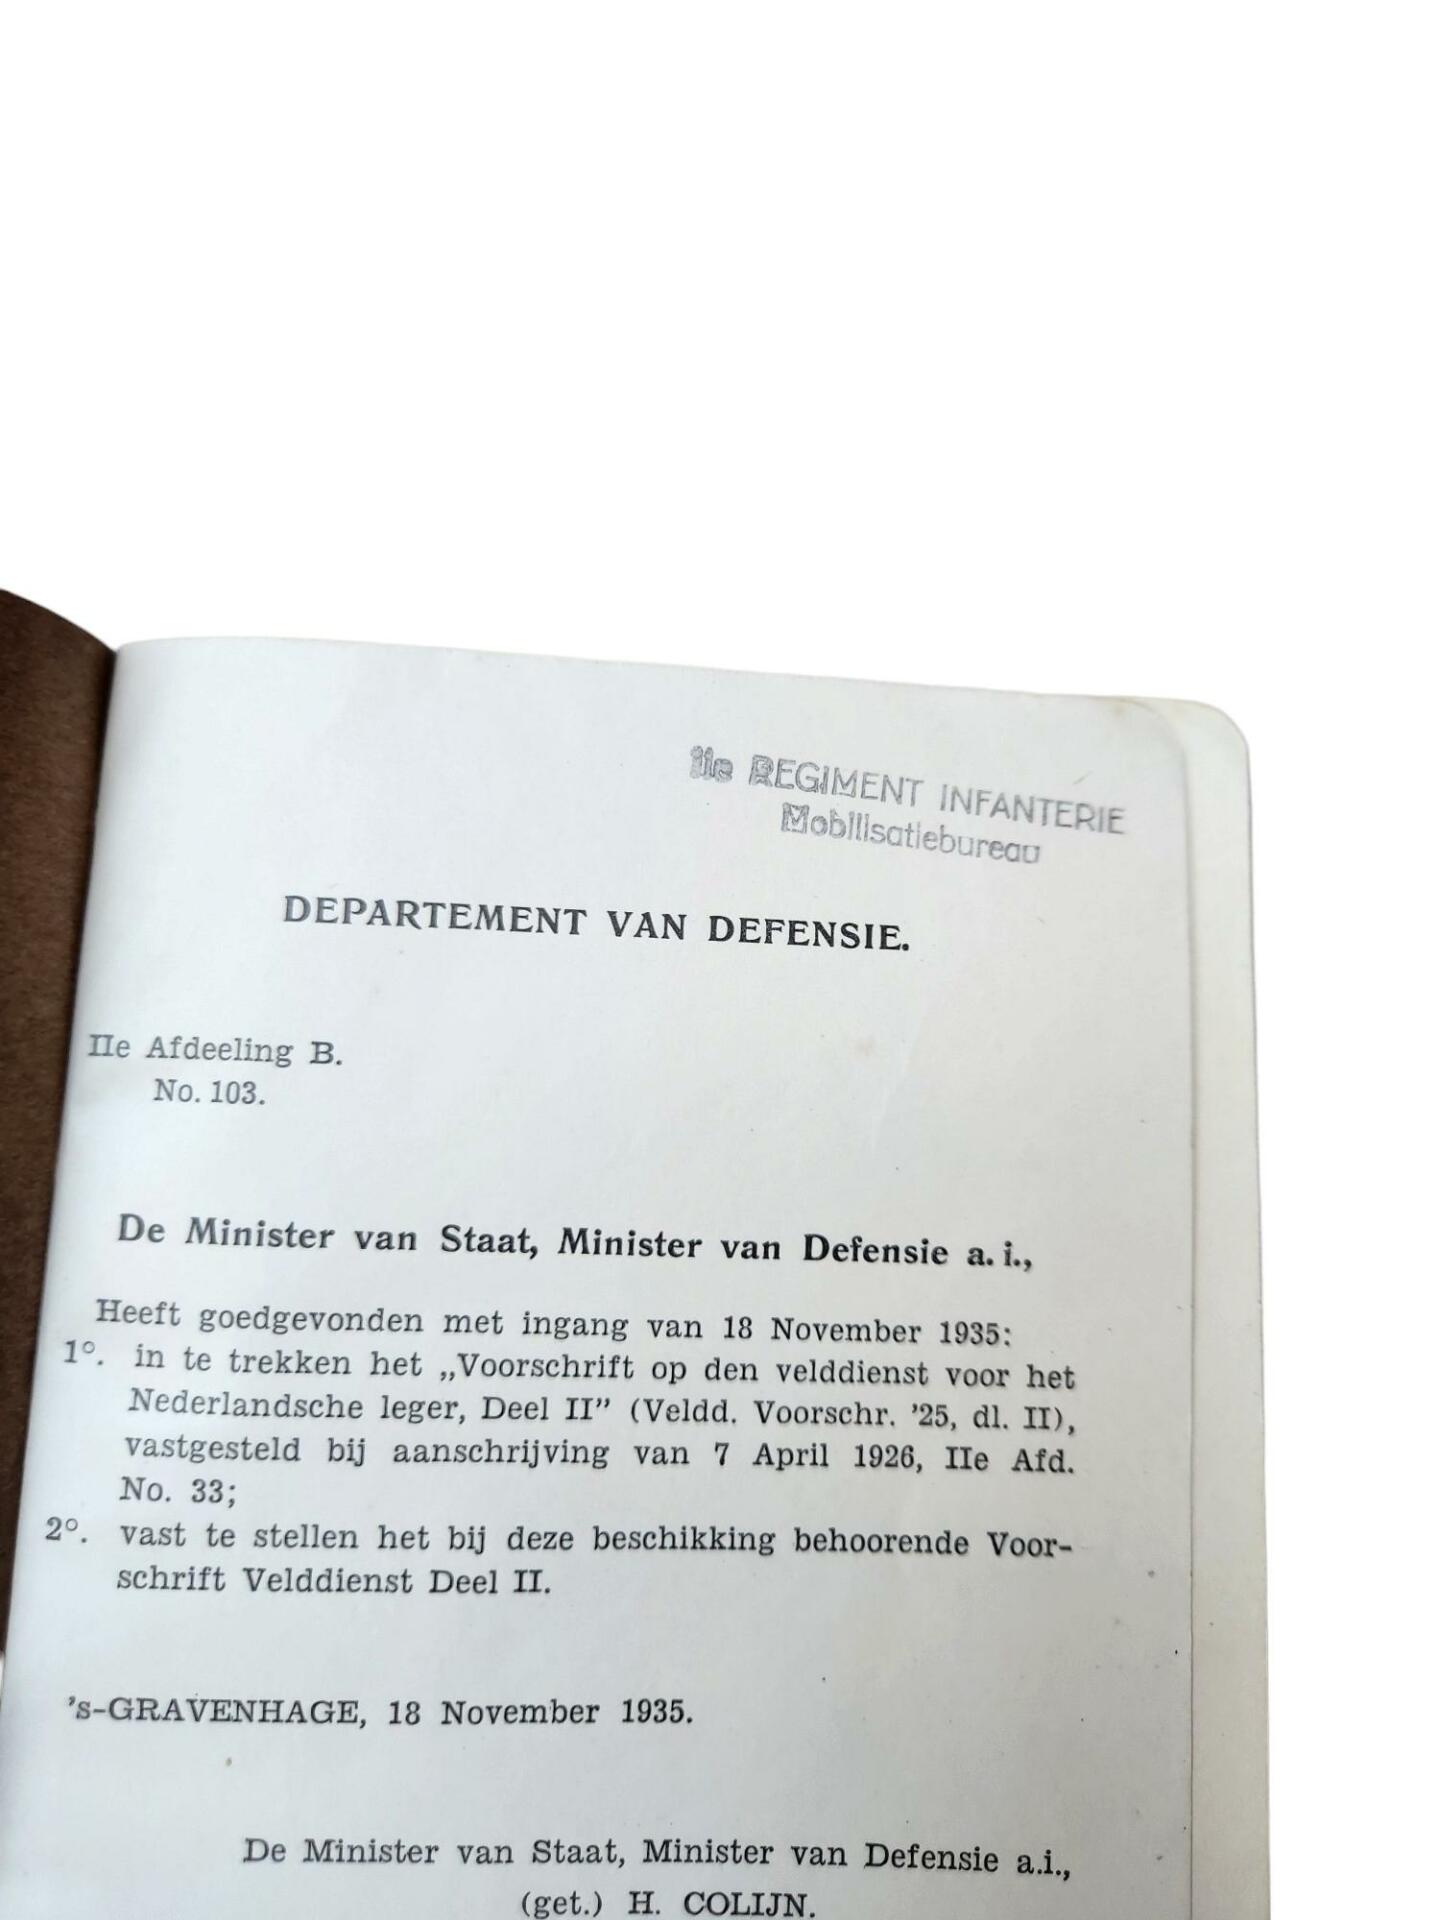 11e REGIMENT INFANTERIE
Mobilisatiebureau
DEPARTEMENT VAN DEFENSIE.
IIe Afdeeling B.
No. 103.
De Minister van Staat, Minister van Defensie a. i.,
Heeft goedgevonden met ingang van 18 November 1935:
1°. in te trekken het „Voorschrift op den velddienst voor het
Nederlandsche leger, Deel II” (Veldd. Voorschr. ’25, dl. II),
vastgesteld bij aanschrijving van 7 April 1926, IIe Afd.
No. 33;
2°. vast te stellen het bij deze beschikking behoorende Voor-
schrift Velddienst Deel II.
’s-GRAVENHAGE, 18 November 1935.
De Minister van Staat, Minister van Defensie a.i.,
(get.) H. COLIJN.